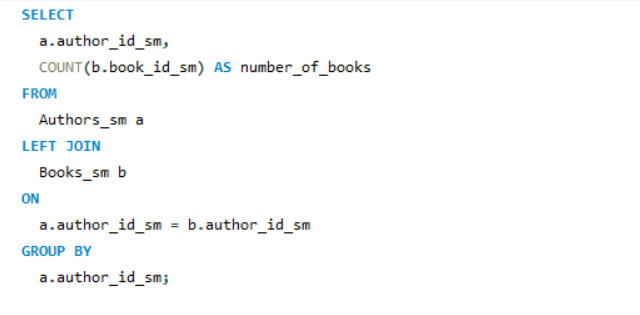 SELECT
a.author_id_sm,
COUNT(b.book_id_sm) AS number_of_books
FROM
Authors_sm a
LEFT JOIN
Books_sm b
ON
a.author_id_sm = b.author_id_sm
GROUP BY
a.author_id_sm;